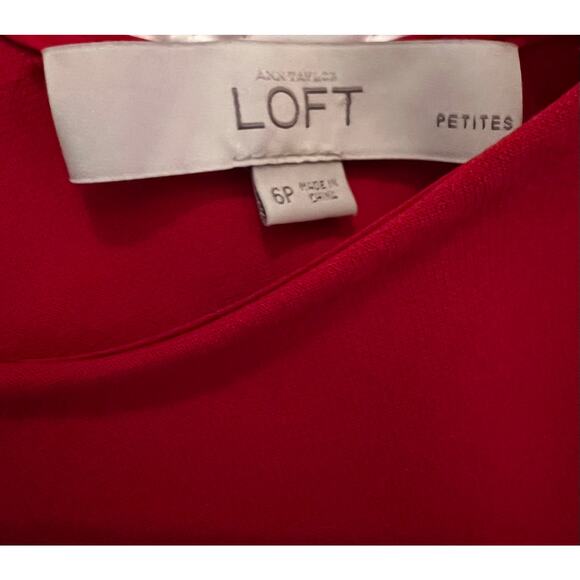 ANN TAYLOR
LOFT
PETITES
6P
MADE IN
CHINA